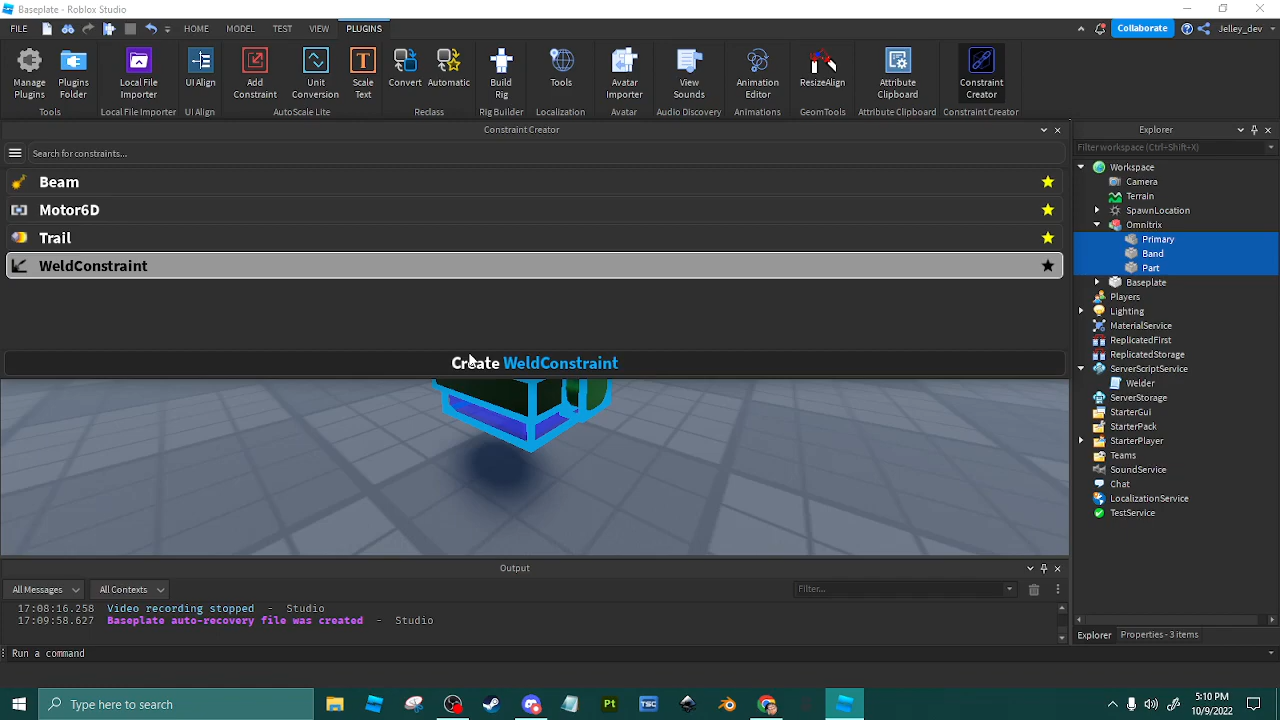 Baseplate - Roblox Studio
FILE HOME MODEL TEST VIEW PLUGINS Collaborate Jelley_dev
Manage Plugins
Plugins Folder
Local File Importer
UI Align
Add Constraint
Unit Conversion
Scale Text
Convert
Automatic
Build Rig
Tools
Avatar Importer
View Sounds
Animation Editor
ResizeAlign
Attribute Clipboard
Constraint Creator
Tools Local File Importer UI Align AutoScale Lite Reclass Rig Builder Localization Avatar Audio Discovery Animations GeomTools Attribute Clipboard Constraint Creator
Constraint Creator
Search for constraints...
Beam
Motor6D
Trail
WeldConstraint
Create WeldConstraint
Explorer
Filter workspace (Ctrl+Shift+X)
Workspace
Camera
Terrain
SpawnLocation
Omnitrix
Primary
Band
Part
Baseplate
Players
Lighting
MaterialService
ReplicatedFirst
ReplicatedStorage
ServerScriptService
Welder
ServerStorage
StarterGui
StarterPack
StarterPlayer
Teams
SoundService
Chat
LocalizationService
TestService
Explorer Properties - 3 items
Output
All Messages All Contexts Filter...
17:08:16.258 Video recording stopped - Studio
17:09:58.627 Baseplate auto-recovery file was created - Studio
Run a command
Type here to search
Pt
TSC
5:10 PM
10/9/2022